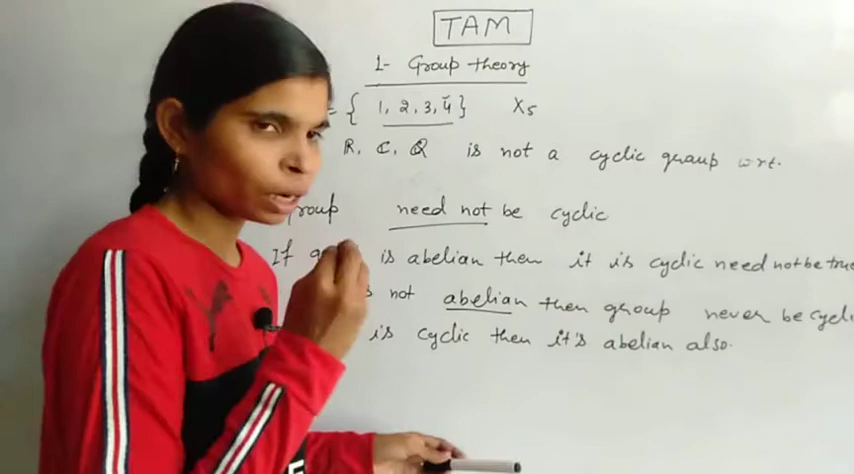 TAM
1- Group theory
= { 1, 2, 3, 4 } X5
R, C, Q is not a cyclic group wrt.
group need not be cyclic
If is abelian then it is cyclic need not be true
not abelian then group never be
is cyclic then it's abelian also.